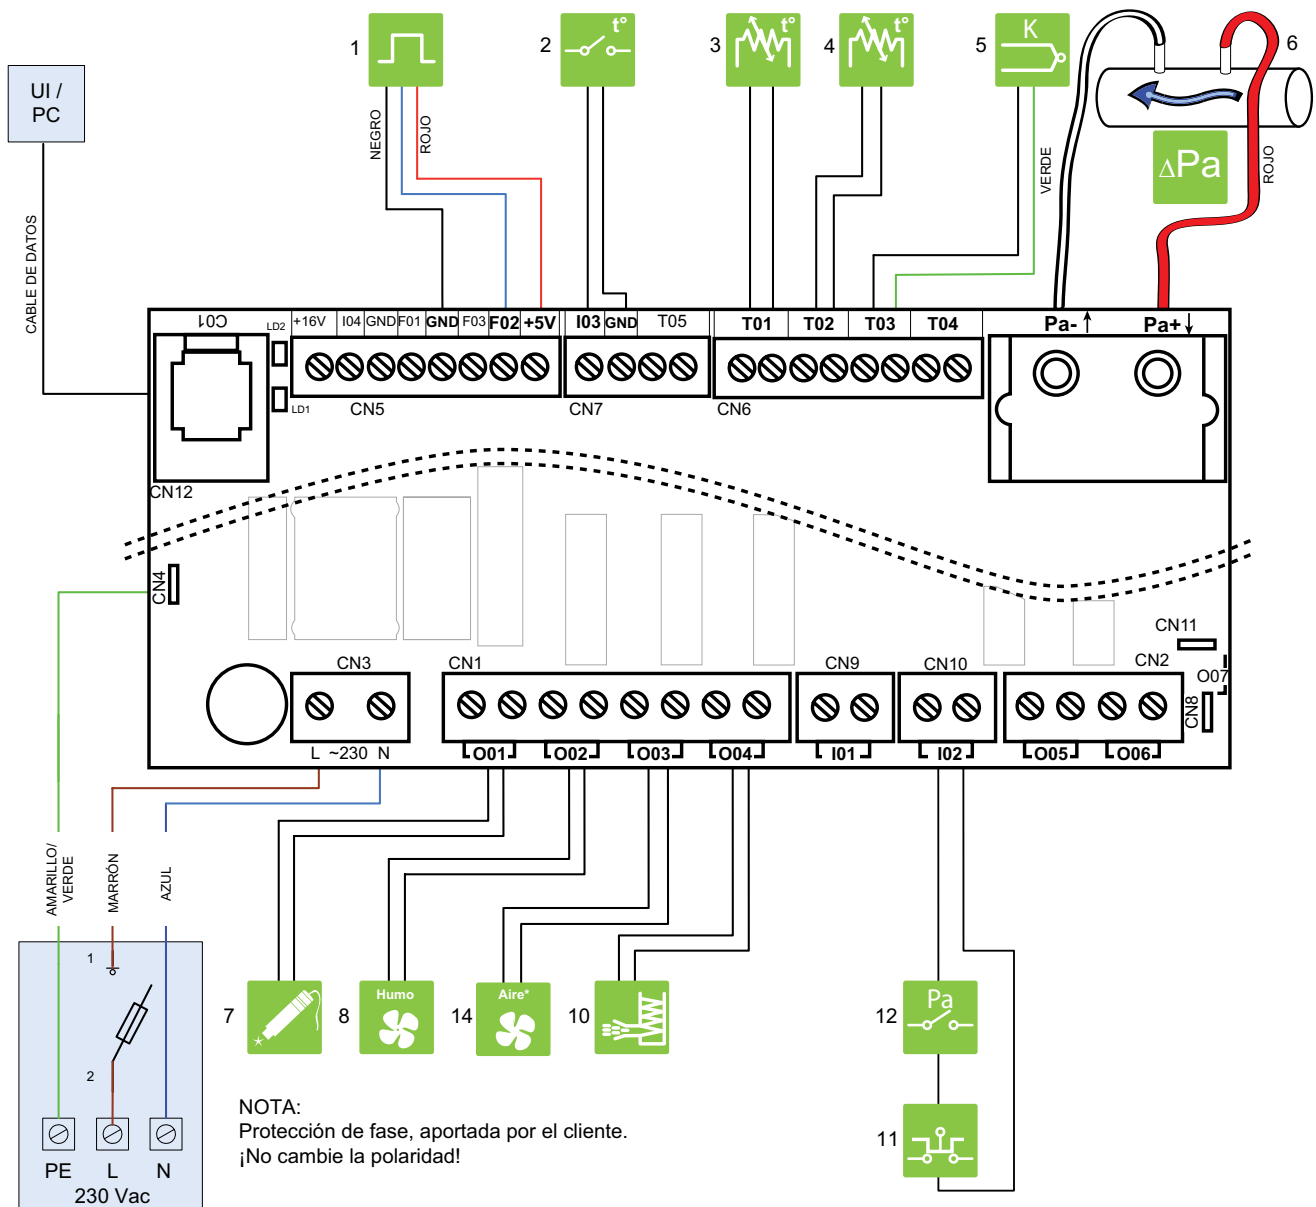 1
2
t°
3
t°
4
t°
5
K
6
UI /
PC
NEGRO
ROJO
VERDE
ΔPa
ROJO
CABLE DE DATOS
C01
LD2
+16V
I04
GND
F01
GND
F03
F02
+5V
I03
GND
T05
T01
T02
T03
T04
Pa-
Pa+
LD1
CN5
CN7
CN6
CN12
CN4
CN11
CN3
CN1
CN9
CN10
CN2
O07
CN8
L ~230 N
O01
O02
O03
O04
I01
I02
O05
O06
AMARILLO/
VERDE
MARRÓN
AZUL
1
2
7
8
Humo
14
Aire*
10
12
Pa
11
PE
L
N
230 Vac
NOTA:
Protección de fase, aportada por el cliente.
¡No cambie la polaridad!